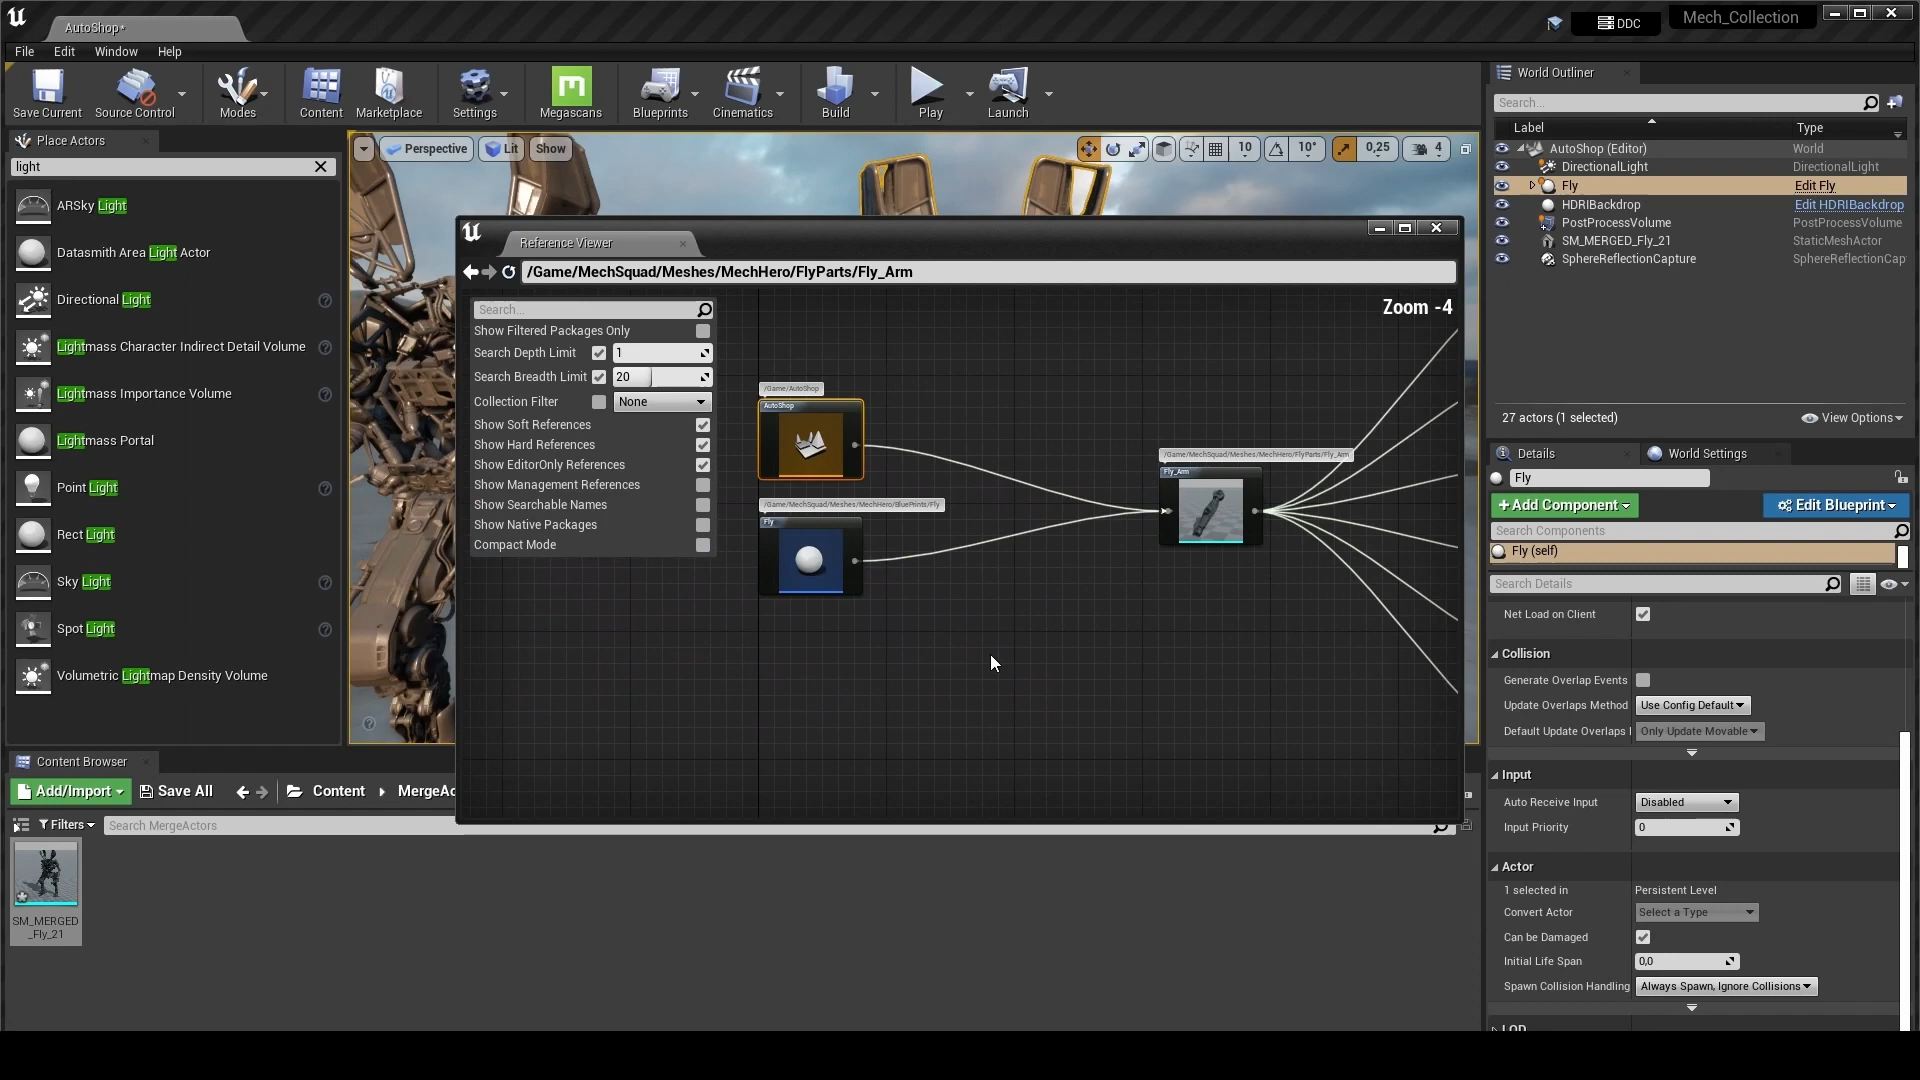 AutoShop•
DDC
Mech_Collection
File Edit Window Help
Save Current
Source Control
Modes
Content
Marketplace
Settings
Megascans
Blueprints
Cinematics
Build
Play
Launch
Place Actors
light
ARSky Light
Datasmith Area Light Actor
Directional Light
Lightmass Character Indirect Detail Volume
Lightmass Importance Volume
Lightmass Portal
Point Light
Rect Light
Sky Light
Spot Light
Volumetric Lightmap Density Volume
Perspective
Lit
Show
10
10°
0,25
4
Reference Viewer
/Game/MechSquad/Meshes/MechHero/FlyParts/Fly_Arm
Zoom -4
Search...
Show Filtered Packages Only
Search Depth Limit 1
Search Breadth Limit 20
Collection Filter None
Show Soft References
Show Hard References
Show EditorOnly References
Show Management References
Show Searchable Names
Show Native Packages
Compact Mode
/Game/AutoShop
AutoShop
/Game/MechSquad/Meshes/MechHero/BluePrints/Fly
Fly
/Game/MechSquad/Meshes/MechHero/FlyParts/Fly_Arm
Fly_Arm
Content Browser
Add/Import
Save All
Content
MergeAc
Filters
Search MergeActors
SM_MERGED
_Fly_21
World Outliner
Search...
Label Type
AutoShop (Editor) World
DirectionalLight DirectionalLight
Fly Edit Fly
HDRIBackdrop Edit HDRIBackdrop
PostProcessVolume PostProcessVolume
SM_MERGED_Fly_21 StaticMeshActor
SphereReflectionCapture SphereReflectionCap
27 actors (1 selected)
View Options
Details
World Settings
Fly
Add Component
Edit Blueprint
Search Components
Fly (self)
Search Details
Net Load on Client
Collision
Generate Overlap Events
Update Overlaps Method Use Config Default
Default Update Overlaps Only Update Movable
Input
Auto Receive Input Disabled
Input Priority 0
Actor
1 selected in Persistent Level
Convert Actor Select a Type
Can be Damaged
Initial Life Span 0,0
Spawn Collision Handling Always Spawn, Ignore Collisions
LOD